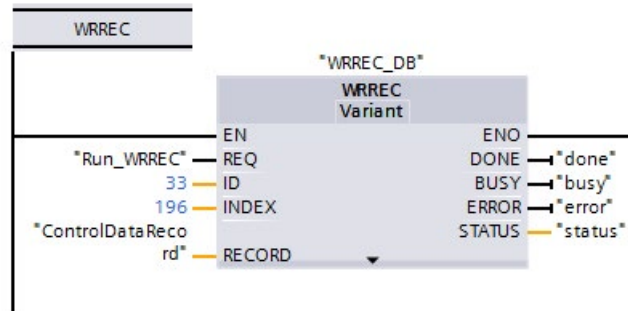 WRREC
"WRREC_DB"
WRREC
Variant
EN ENO
"Run_WRREC" REQ DONE "done"
33 ID BUSY "busy"
196 INDEX ERROR "error"
"ControlDataReco STATUS "status"
rd" RECORD